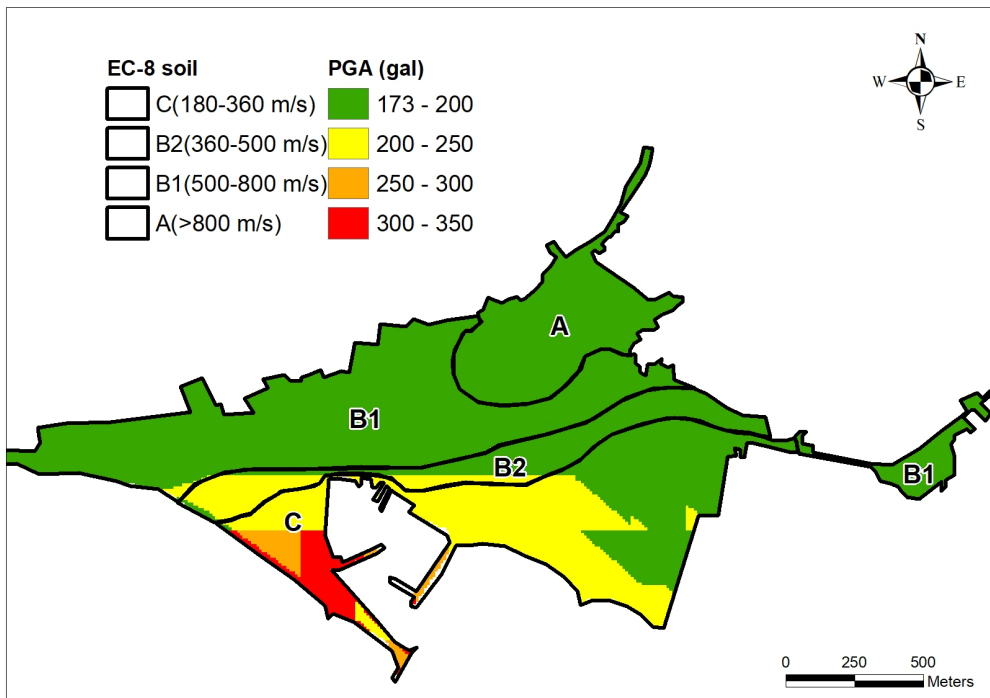 EC-8 soil
C(180-360 m/s)
B2(360-500 m/s)
B1(500-800 m/s)
A(>800 m/s)
PGA (gal)
173 - 200
200 - 250
250 - 300
300 - 350
N
W
E
S
A
B1
B2
B1
C
0 250 500
Meters